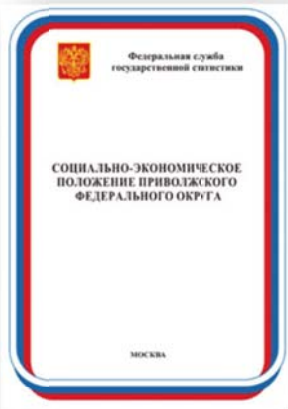 Федеральная служба
государственной статистики
СОЦИАЛЬНО-ЭКОНОМИЧЕСКОЕ
ПОЛОЖЕНИЕ ПРИВОЛЖСКОГО
ФЕДЕРАЛЬНОГО ОКРУГА
МОСКВА